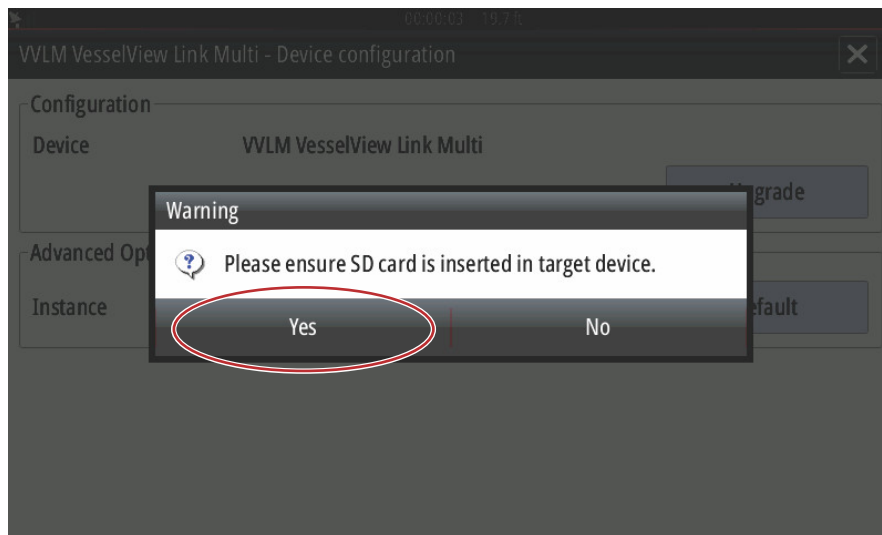 00:00:03 19.7 ft
VVLM VesselView Link Multi - Device configuration
Configuration
Device VVLM VesselView Link Multi
Warning
Please ensure SD card is inserted in target device.
Advanced Opt
Instance
Yes No